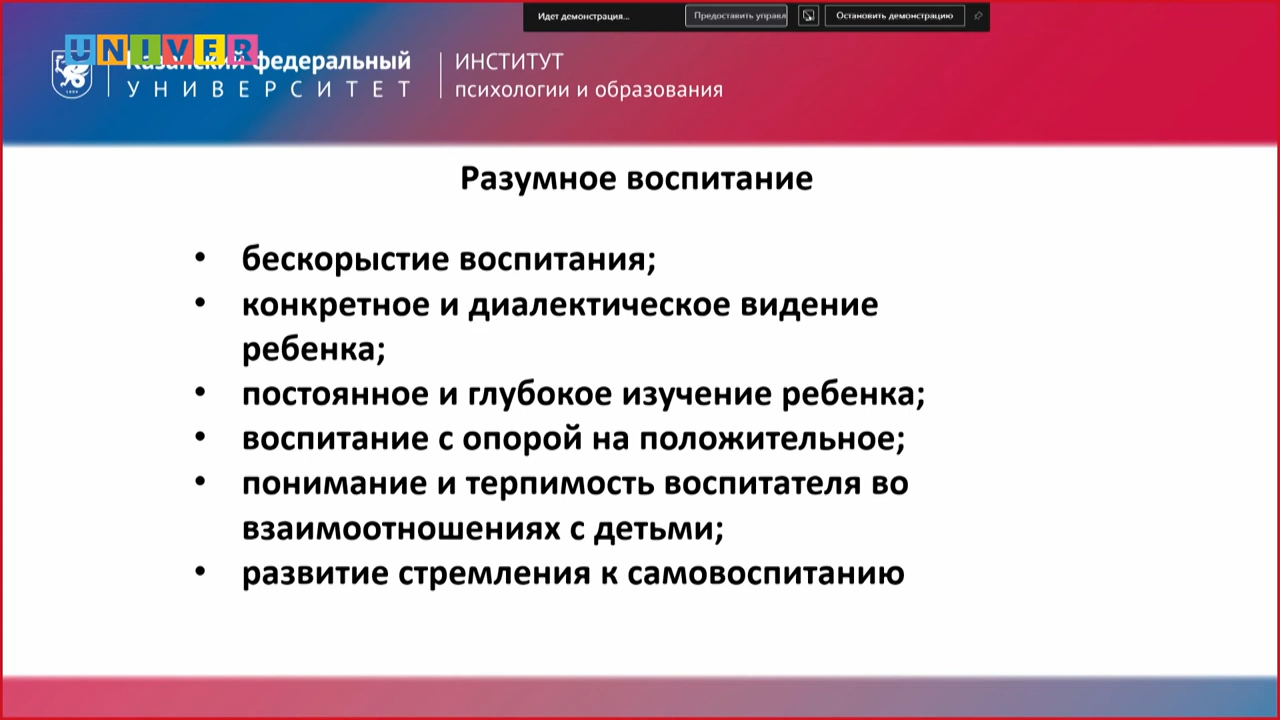 Идет демонстрация...
Предоставить управл
Остановить демонстрацию
UNIVER
Казанский федеральный
УНИВЕРСИТЕТ
ИНСТИТУТ
психологии и образования
Разумное воспитание
• бескорыстие воспитания;
• конкретное и диалектическое видение
ребенка;
• постоянное и глубокое изучение ребенка;
• воспитание с опорой на положительное;
• понимание и терпимость воспитателя во
взаимоотношениях с детьми;
• развитие стремления к самовоспитанию